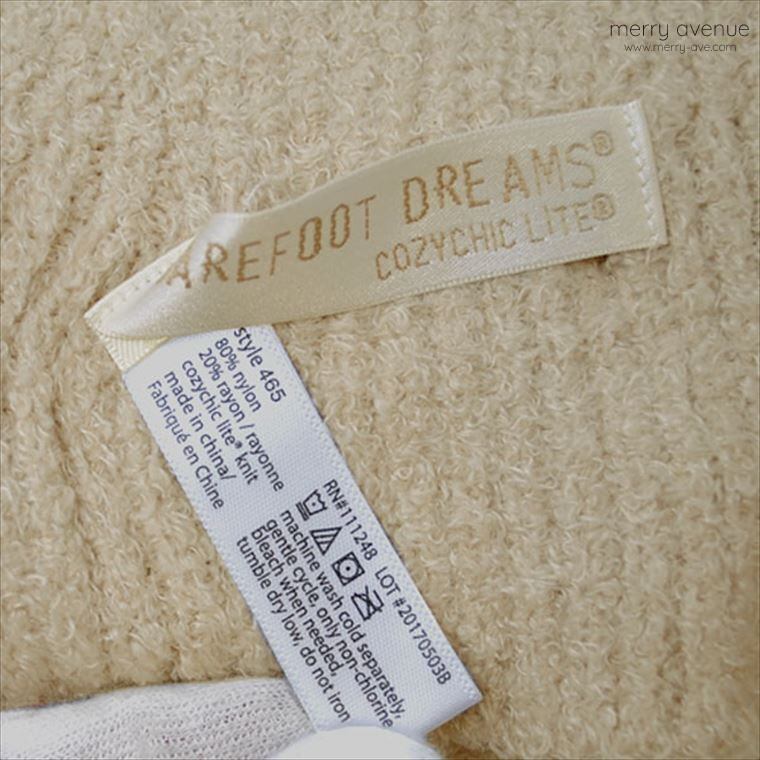 merry avenue
www.merry-ave.com
AREFOOT DREAMS®
COZYCHIC LITE®
style 465
80% nylon
20% rayon / rayonne
cozychic lite® knit
made in china/
Fabriqué en Chine
RN#111248 LOT #201705038
machine wash cold separately,
gentle cycle, only non-chlorine
bleach when needed,
tumble dry low, do not iron